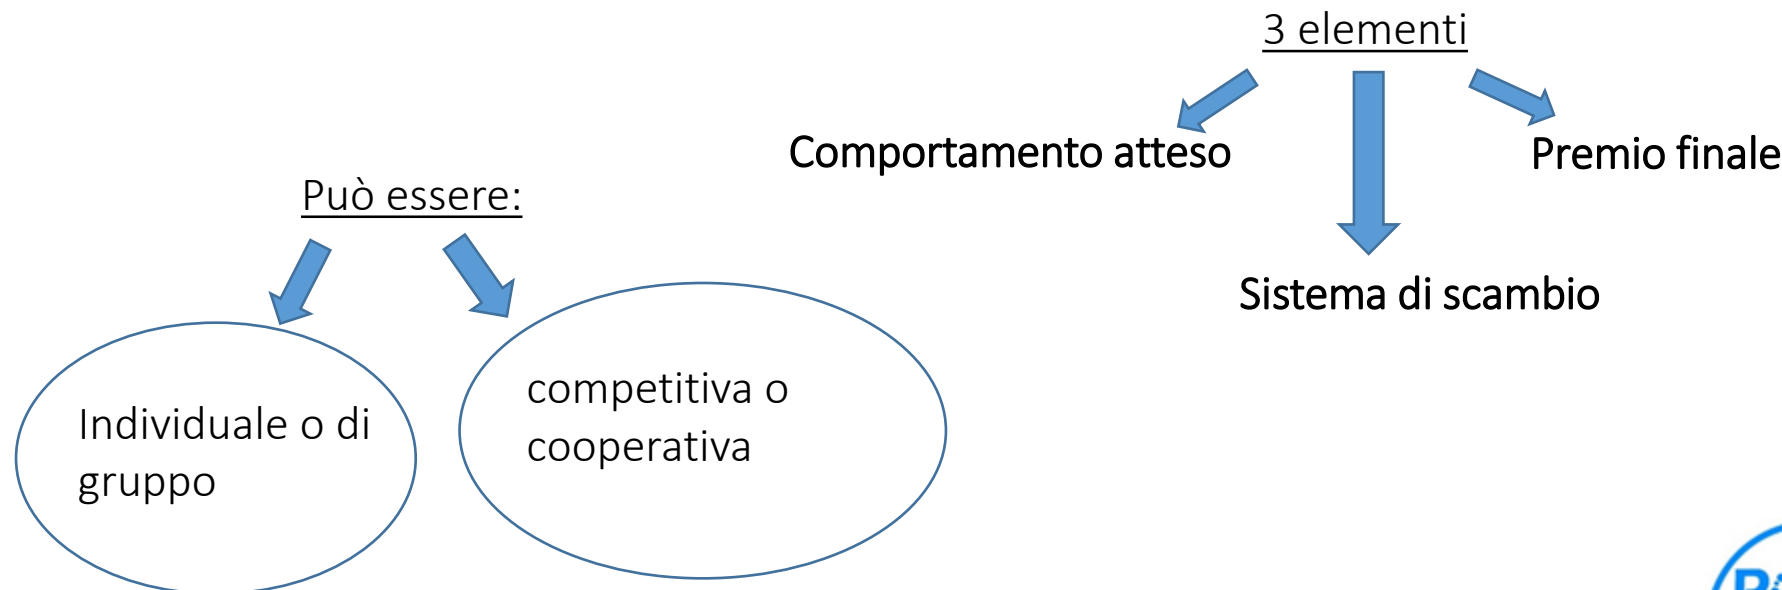 3 elementi
Comportamento atteso
Premio finale
Sistema di scambio
Può essere:
Individuale o di
gruppo
competitiva o
cooperativa